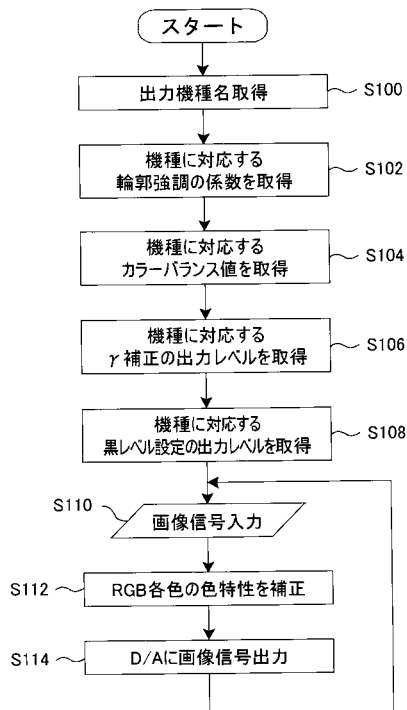 スタート
出力機種名取得
S100
機種に対応する
輪郭強調の係数を取得
S102
機種に対応する
カラーバランス値を取得
S104
機種に対応する
γ補正の出力レベルを取得
S106
機種に対応する
黒レベル設定の出力レベルを取得
S108
S110
画像信号入力
S112
RGB各色の色特性を補正
S114
D/Aに画像信号出力